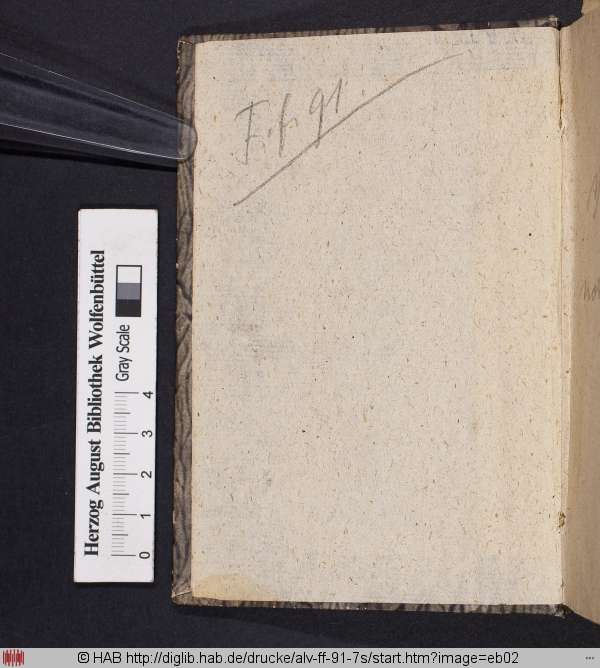 F. f. 91.
Herzog August Bibliothek Wolfenbüttel
Gray Scale
0 1 2 3 4
© HAB http://diglib.hab.de/drucke/alv-ff-91-7s/start.htm?image=eb02